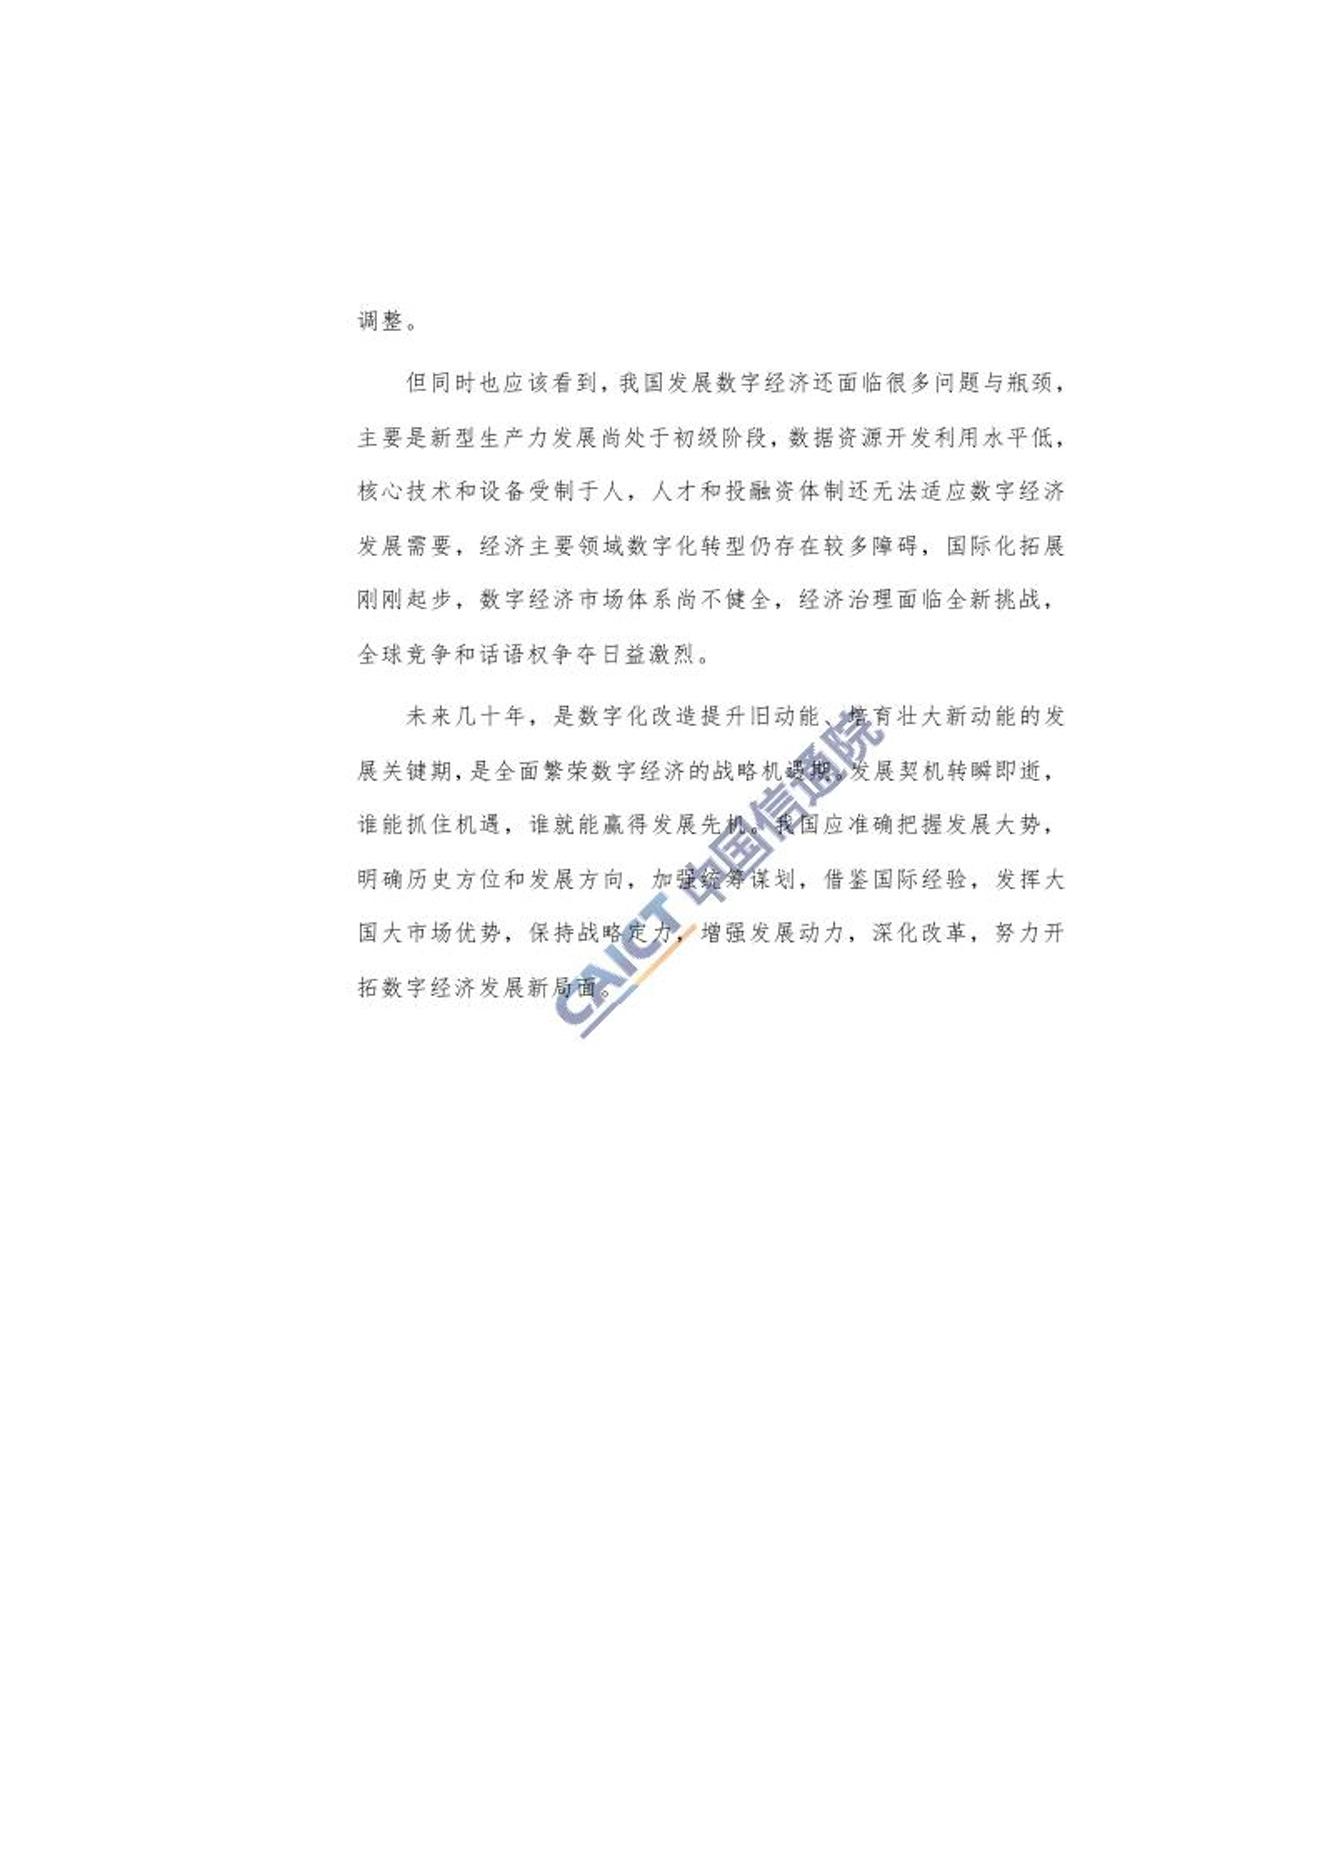 调整。
但同时也应该看到，我国发展数字经济还面临很多问题与瓶颈，
主要是新型生产力发展尚处于初级阶段，数据资源开发利用水平低，
核心技术和设备受制于人，人才和投融资体制还无法适应数字经济
发展需要，经济主要领域数字化转型仍存在较多障碍，国际化拓展
刚刚起步，数字经济市场体系尚不健全，经济治理面临全新挑战，
全球竞争和话语权争夺日益激烈。
未来几十年，是数字化改造提升旧动能、培育壮大新动能的发
展关键期，是全面繁荣数字经济的战略机遇期。发展契机转瞬即逝，
谁能抓住机遇，谁就能赢得发展先机。我国应准确把握发展大势，
明确历史方位和发展方向，加强统筹谋划，借鉴国际经验，发挥大
国大市场优势，保持战略定力，增强发展动力，深化改革，努力开
拓数字经济发展新局面。
CAICT 中国信通院